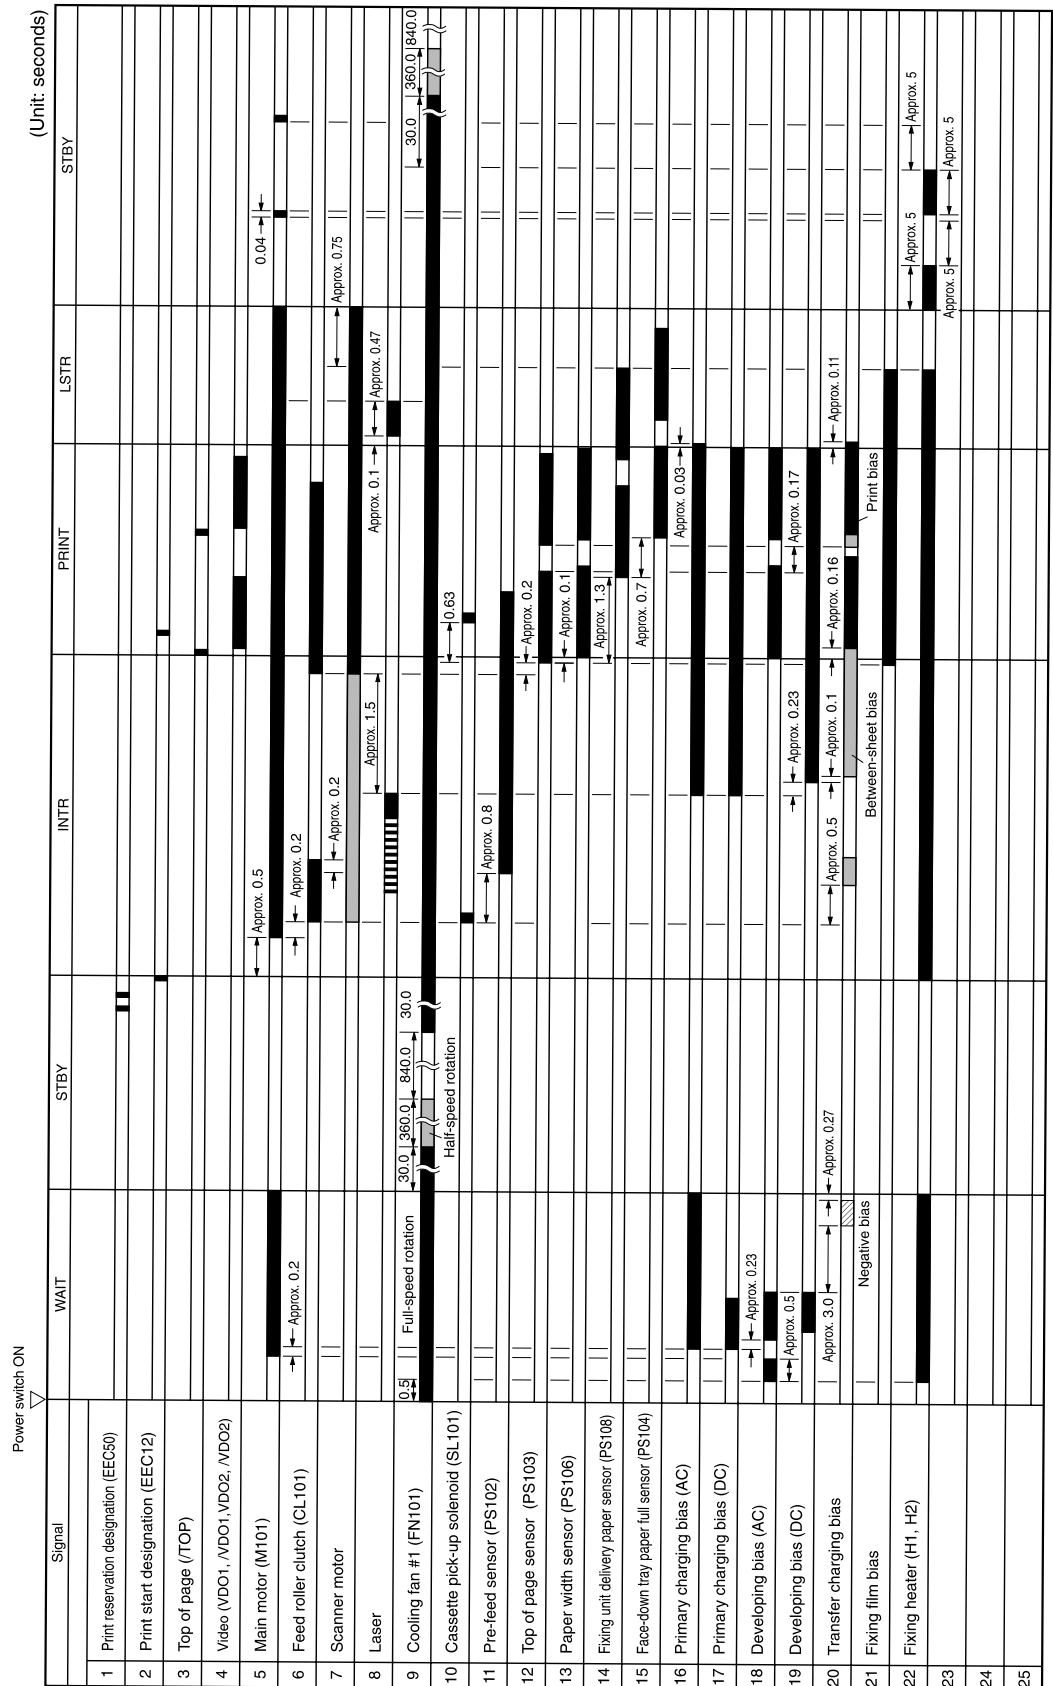 (Unit: seconds)
Power switch ON
Signal WAIT STBY INTR PRINT LSTR STBY
1 Print reservation designation (EEC50)
2 Print start designation (EEC12)
3 Top of page (/TOP)
4 Video (VDO1, /VDO1,VDO2, /VDO2)
5 Main motor (M101) Approx. 0.5 0.04
6 Feed roller clutch (CL101) Approx. 0.2 Approx. 0.2
7 Scanner motor Approx. 0.2 Approx. 0.75
8 Laser Approx. 1.5 Approx. 0.1 Approx. 0.47
9 Cooling fan #1 (FN101) 0.5 Full-speed rotation 30.0 360.0 840.0 30.0 30.0 360.0 840.0
10 Cassette pick-up solenoid (SL101) Half-speed rotation 0.63
11 Pre-feed sensor (PS102) Approx. 0.8
12 Top of page sensor (PS103) Approx. 0.2
13 Paper width sensor (PS106) Approx. 0.1
14 Fixing unit delivery paper sensor (PS108) Approx. 1.3
15 Face-down tray paper full sensor (PS104) Approx. 0.7
16 Primary charging bias (AC) Approx. 0.03
17 Primary charging bias (DC)
18 Developing bias (AC) Approx. 0.23
19 Developing bias (DC) Approx. 0.5 Approx. 0.23 Approx. 0.17
20 Transfer charging bias Approx. 3.0 Approx. 0.27 Approx. 0.5 Approx. 0.1 Approx. 0.16 Approx. 0.11
21 Fixing film bias Negative bias Between-sheet bias Print bias
22 Fixing heater (H1, H2) Approx. 5 Approx. 5
23 Approx. 5 Approx. 5
24
25